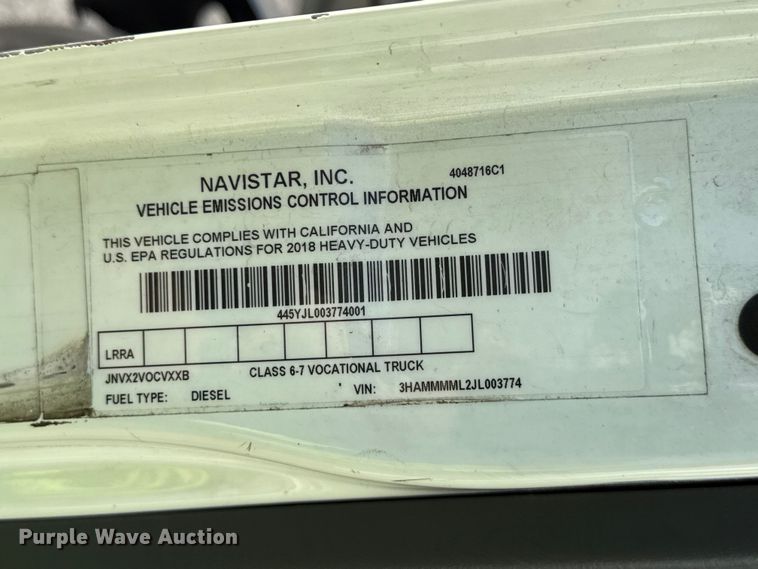 NAVISTAR, INC.
4048716C1
VEHICLE EMISSIONS CONTROL INFORMATION
THIS VEHICLE COMPLIES WITH CALIFORNIA AND
U.S. EPA REGULATIONS FOR 2018 HEAVY-DUTY VEHICLES
445YJL003774001
LRRA
JNVX2VOCVXXB CLASS 6-7 VOCATIONAL TRUCK
FUEL TYPE: DIESEL VIN: 3HAMMMML2JL003774
Purple Wave Auction